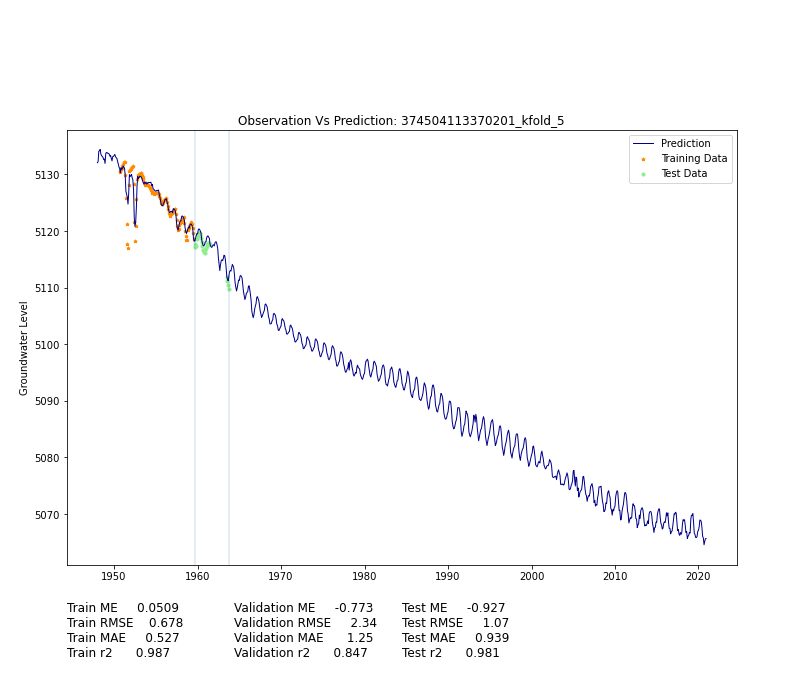 Observation Vs Prediction: 374504113370201_kfold_5
Prediction
Training Data
Test Data
Groundwater Level
5130
5120
5110
5100
5090
5080
5070
1950 1960 1970 1980 1990 2000 2010 2020
Train ME 0.0509 Validation ME -0.773 Test ME -0.927
Train RMSE 0.678 Validation RMSE 2.34 Test RMSE 1.07
Train MAE 0.527 Validation MAE 1.25 Test MAE 0.939
Train r2 0.987 Validation r2 0.847 Test r2 0.981